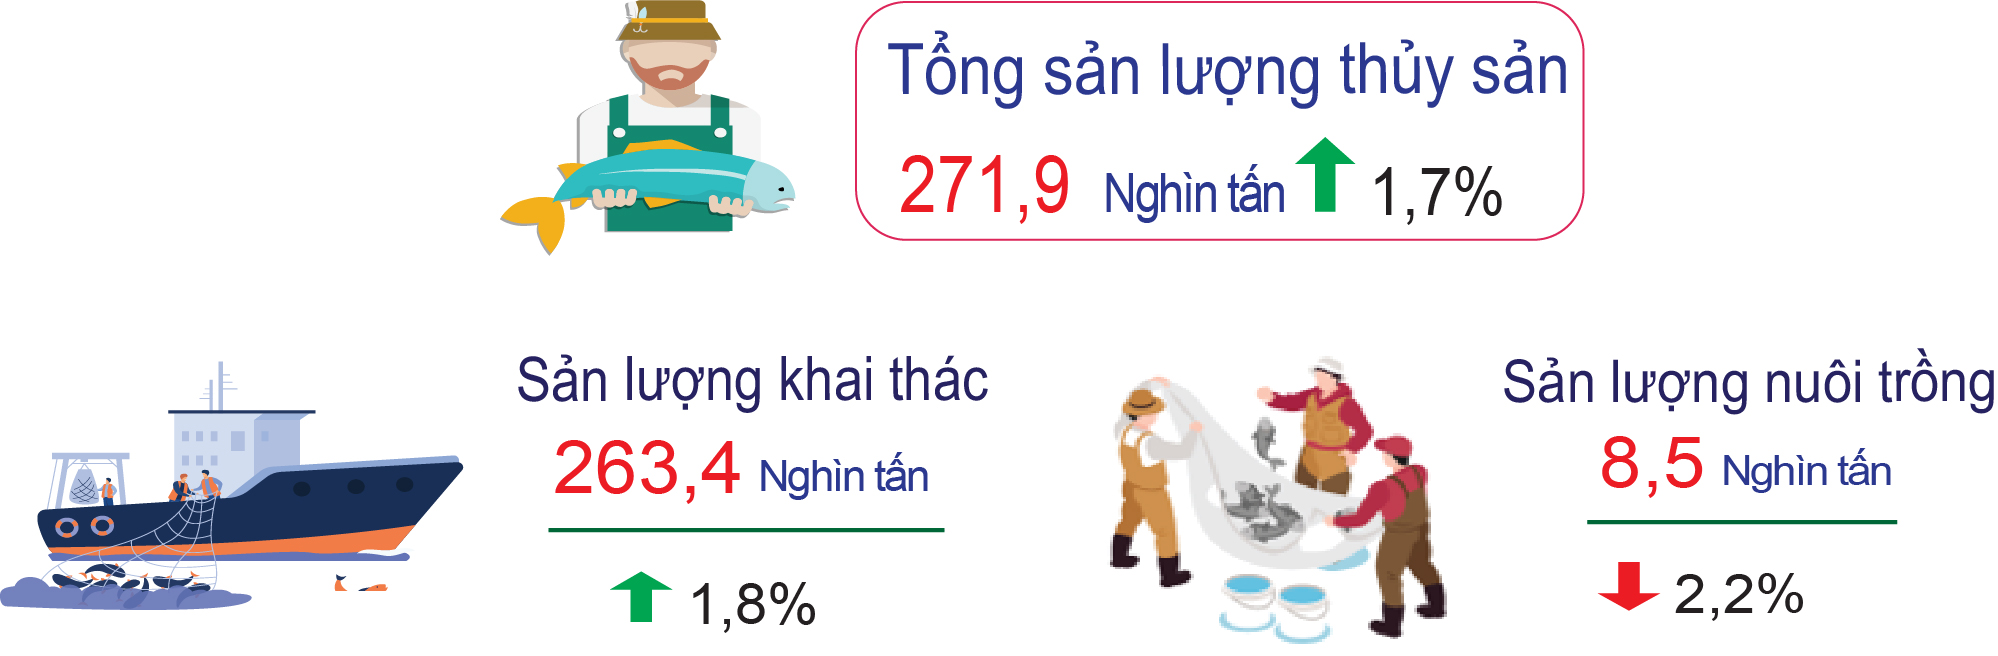 Tổng sản lượng thủy sản
271,9 Nghìn tấn 1,7%
Sản lượng khai thác
263,4 Nghìn tấn
1,8%
Sản lượng nuôi trồng
8,5 Nghìn tấn
2,2%